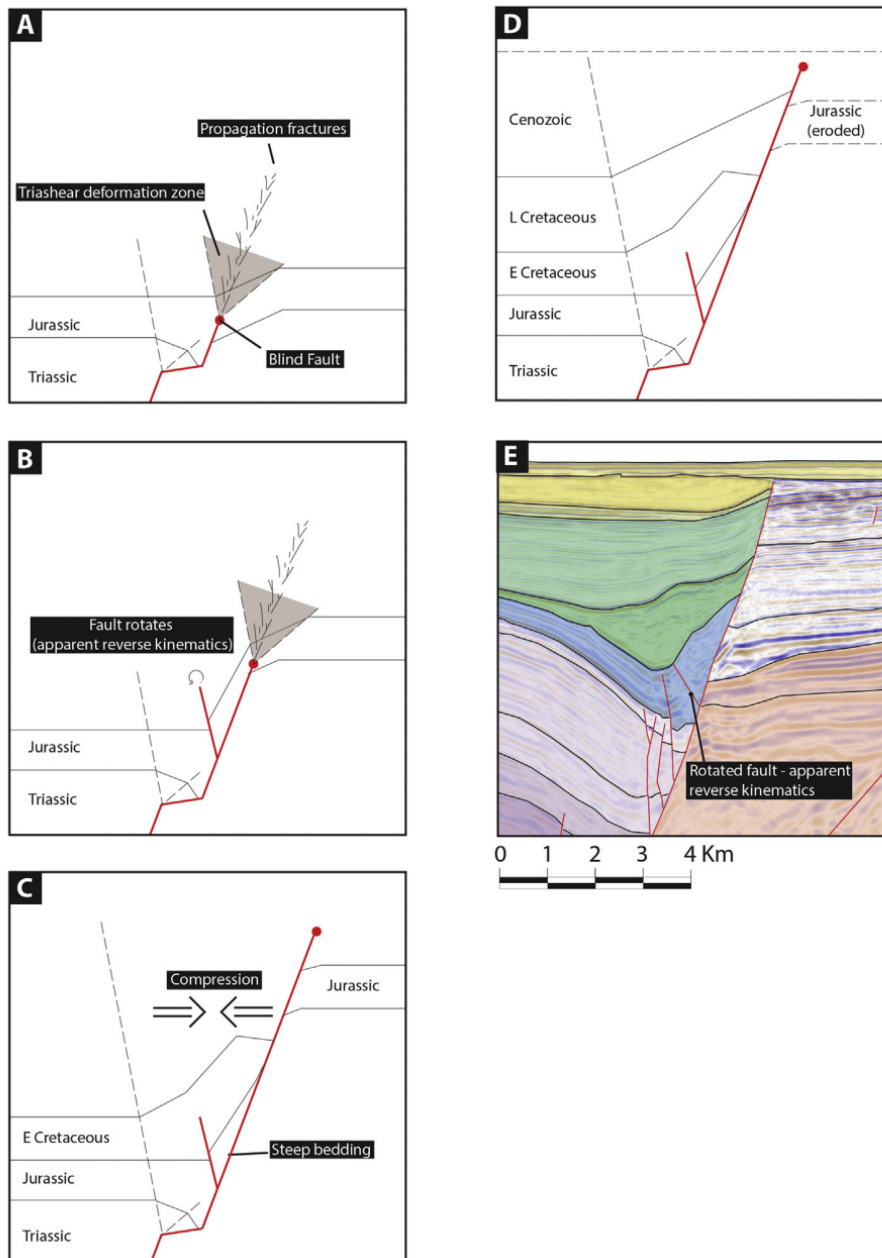 A
Propagation fractures
Triashear deformation zone
Jurassic
Blind Fault
Triassic
B
Fault rotates
(apparent reverse kinematics)
Jurassic
Triassic
C
Compression
Jurassic
E Cretaceous
Steep bedding
Jurassic
Triassic
D
Cenozoic
Jurassic
(eroded)
L Cretaceous
E Cretaceous
Jurassic
Triassic
E
Rotated fault - apparent
reverse kinematics
0 1 2 3 4 Km